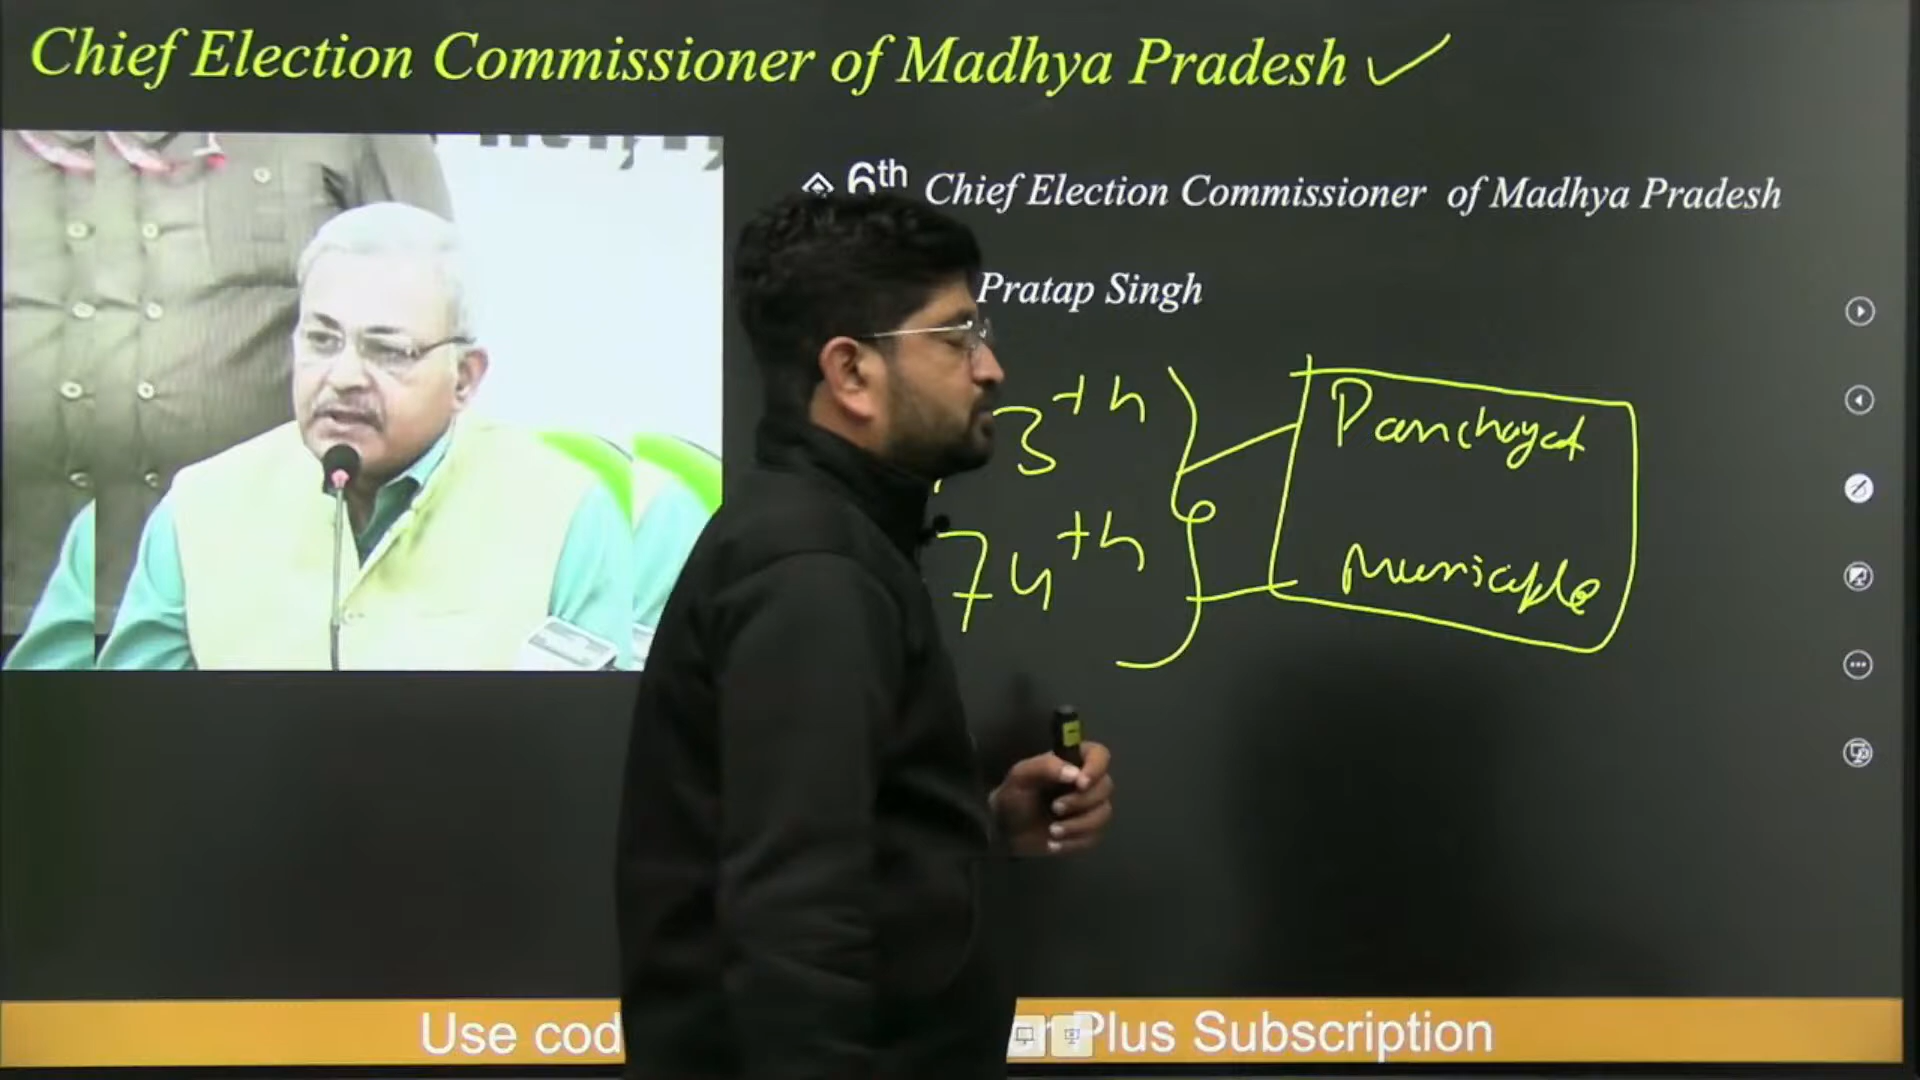 Chief Election Commissioner of Madhya Pradesh
6th Chief Election Commissioner of Madhya Pradesh
Pratap Singh
3th
Panchayat
74th
Use cod
Plus Subscription